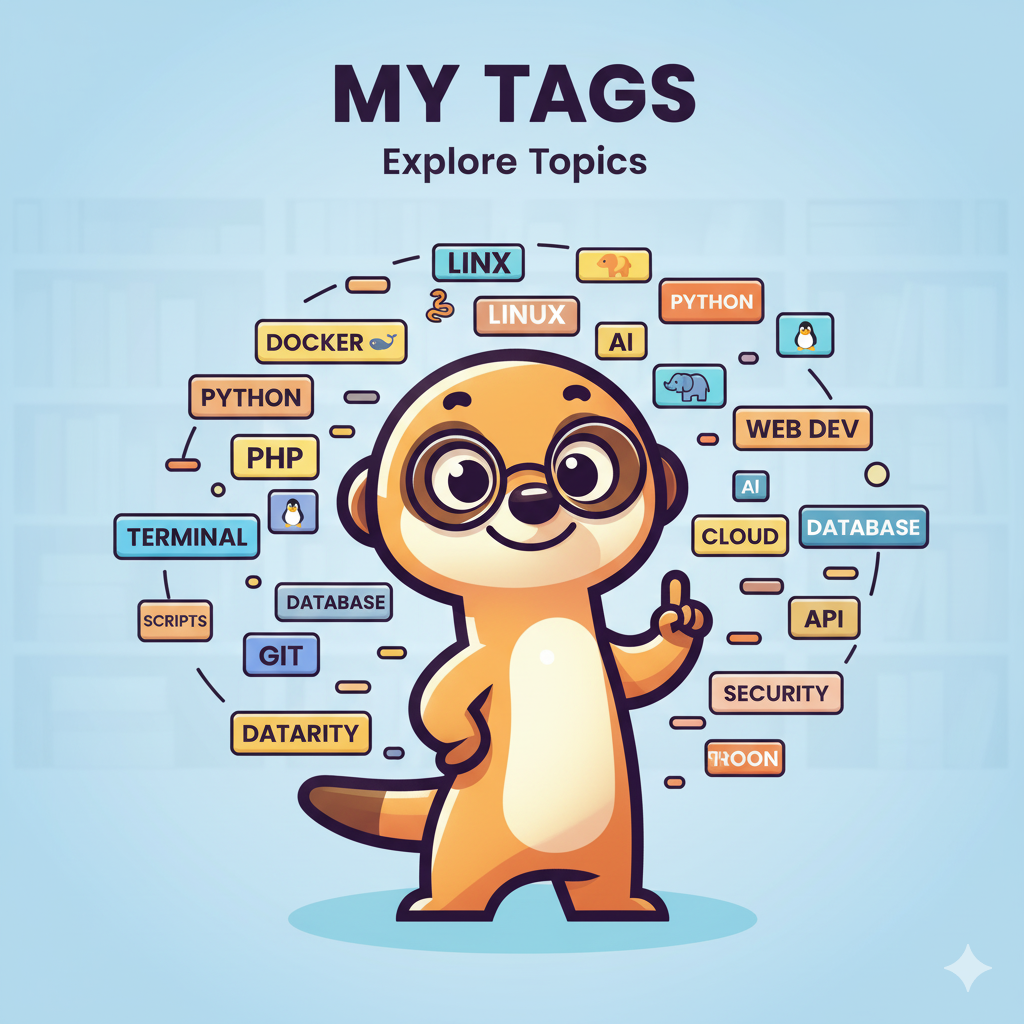 MY TAGS
Explore Topics
LINX
PYTHON
LINUX
DOCKER
AI
PYTHON
WEB DEV
PHP
AI
TERMINAL
CLOUD
DATABASE
DATABASE
SCRIPTS
API
GIT
SECURITY
DATARITY